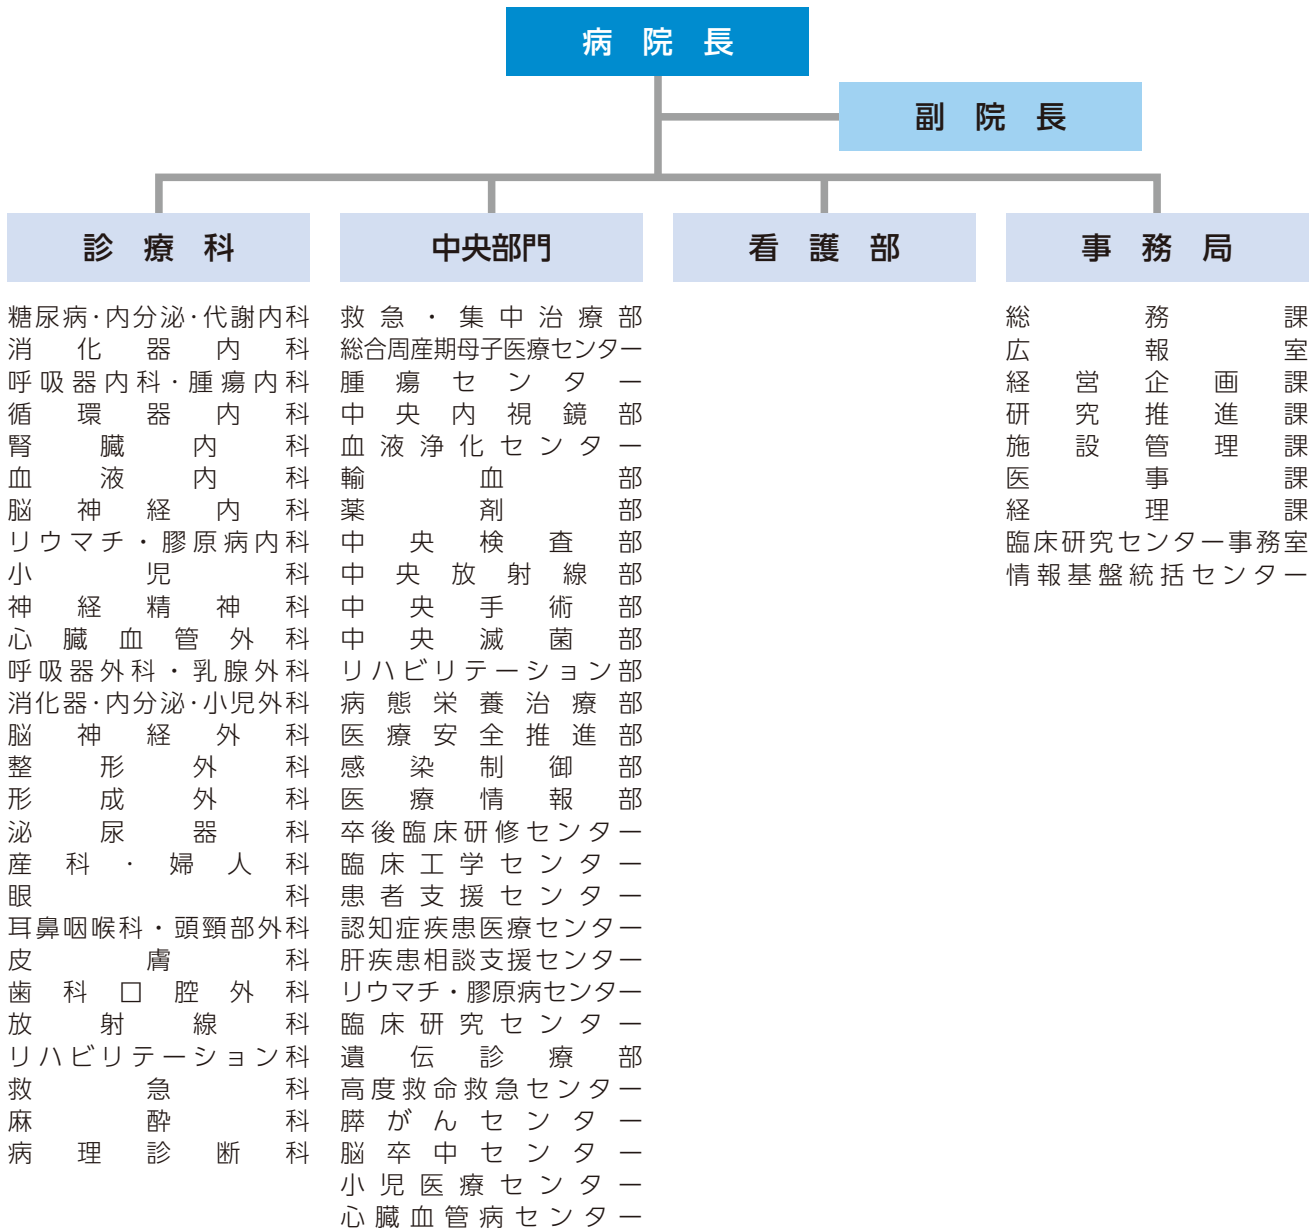 病院長
副院長
診療科
糖尿病・内分泌・代謝内科
消化器内科
呼吸器内科・腫瘍内科
循環器内科
腎臓内科
血液内科
脳神経内科
リウマチ・膠原病内科
小児科
神経精神科
心臓血管外科
呼吸器外科・乳腺外科
消化器・内分泌・小児外科
脳神経外科
整形外科
形成外科
泌尿器科
産科・婦人科
眼科
耳鼻咽喉科・頭頸部外科
皮膚科
歯科口腔外科
放射線科
リハビリテーション科
救急科
麻酔科
病理診断科
中央部門
救急・集中治療部
総合周産期母子医療センター
腫瘍センター
中央内視鏡部
血液浄化センター
輸血部
薬剤部
中央検査部
中央放射線部
中央手術部
中央滅菌部
リハビリテーション部
病態栄養治療部
医療安全推進部
感染制御部
医療情報部
卒後臨床研修センター
臨床工学センター
患者支援センター
認知症疾患医療センター
肝疾患相談支援センター
リウマチ・膠原病センター
臨床研究センター
遺伝診療部
高度救命救急センター
膵がんセンター
脳卒中センター
小児医療センター
心臓血管病センター
看護部
事務局
総務課
広報室
経営企画課
研究推進課
施設管理課
医事課
経理課
臨床研究センター事務室
情報基盤統括センター